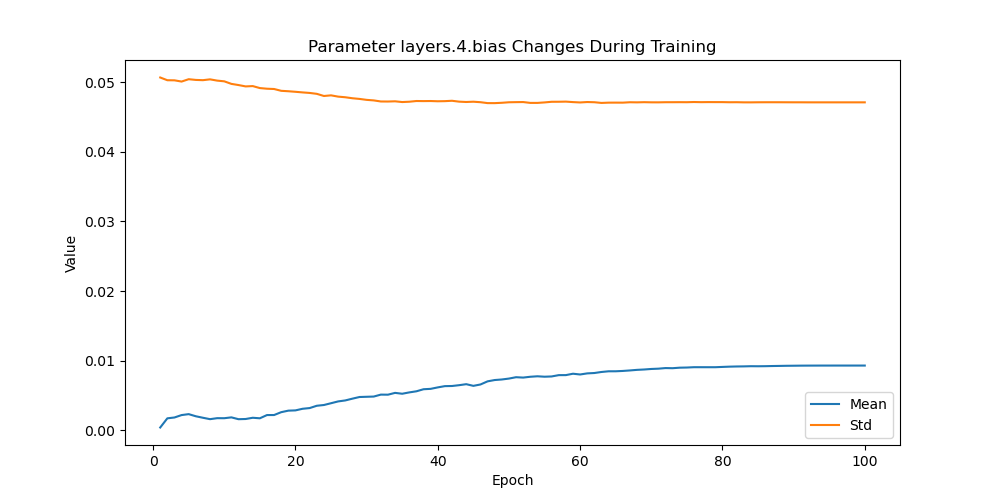 Parameter layers.4.bias Changes During Training
0.05
0.04
0.03
0.02
0.01
0.00
Value
0
20
40
60
80
100
Epoch
Mean
Std